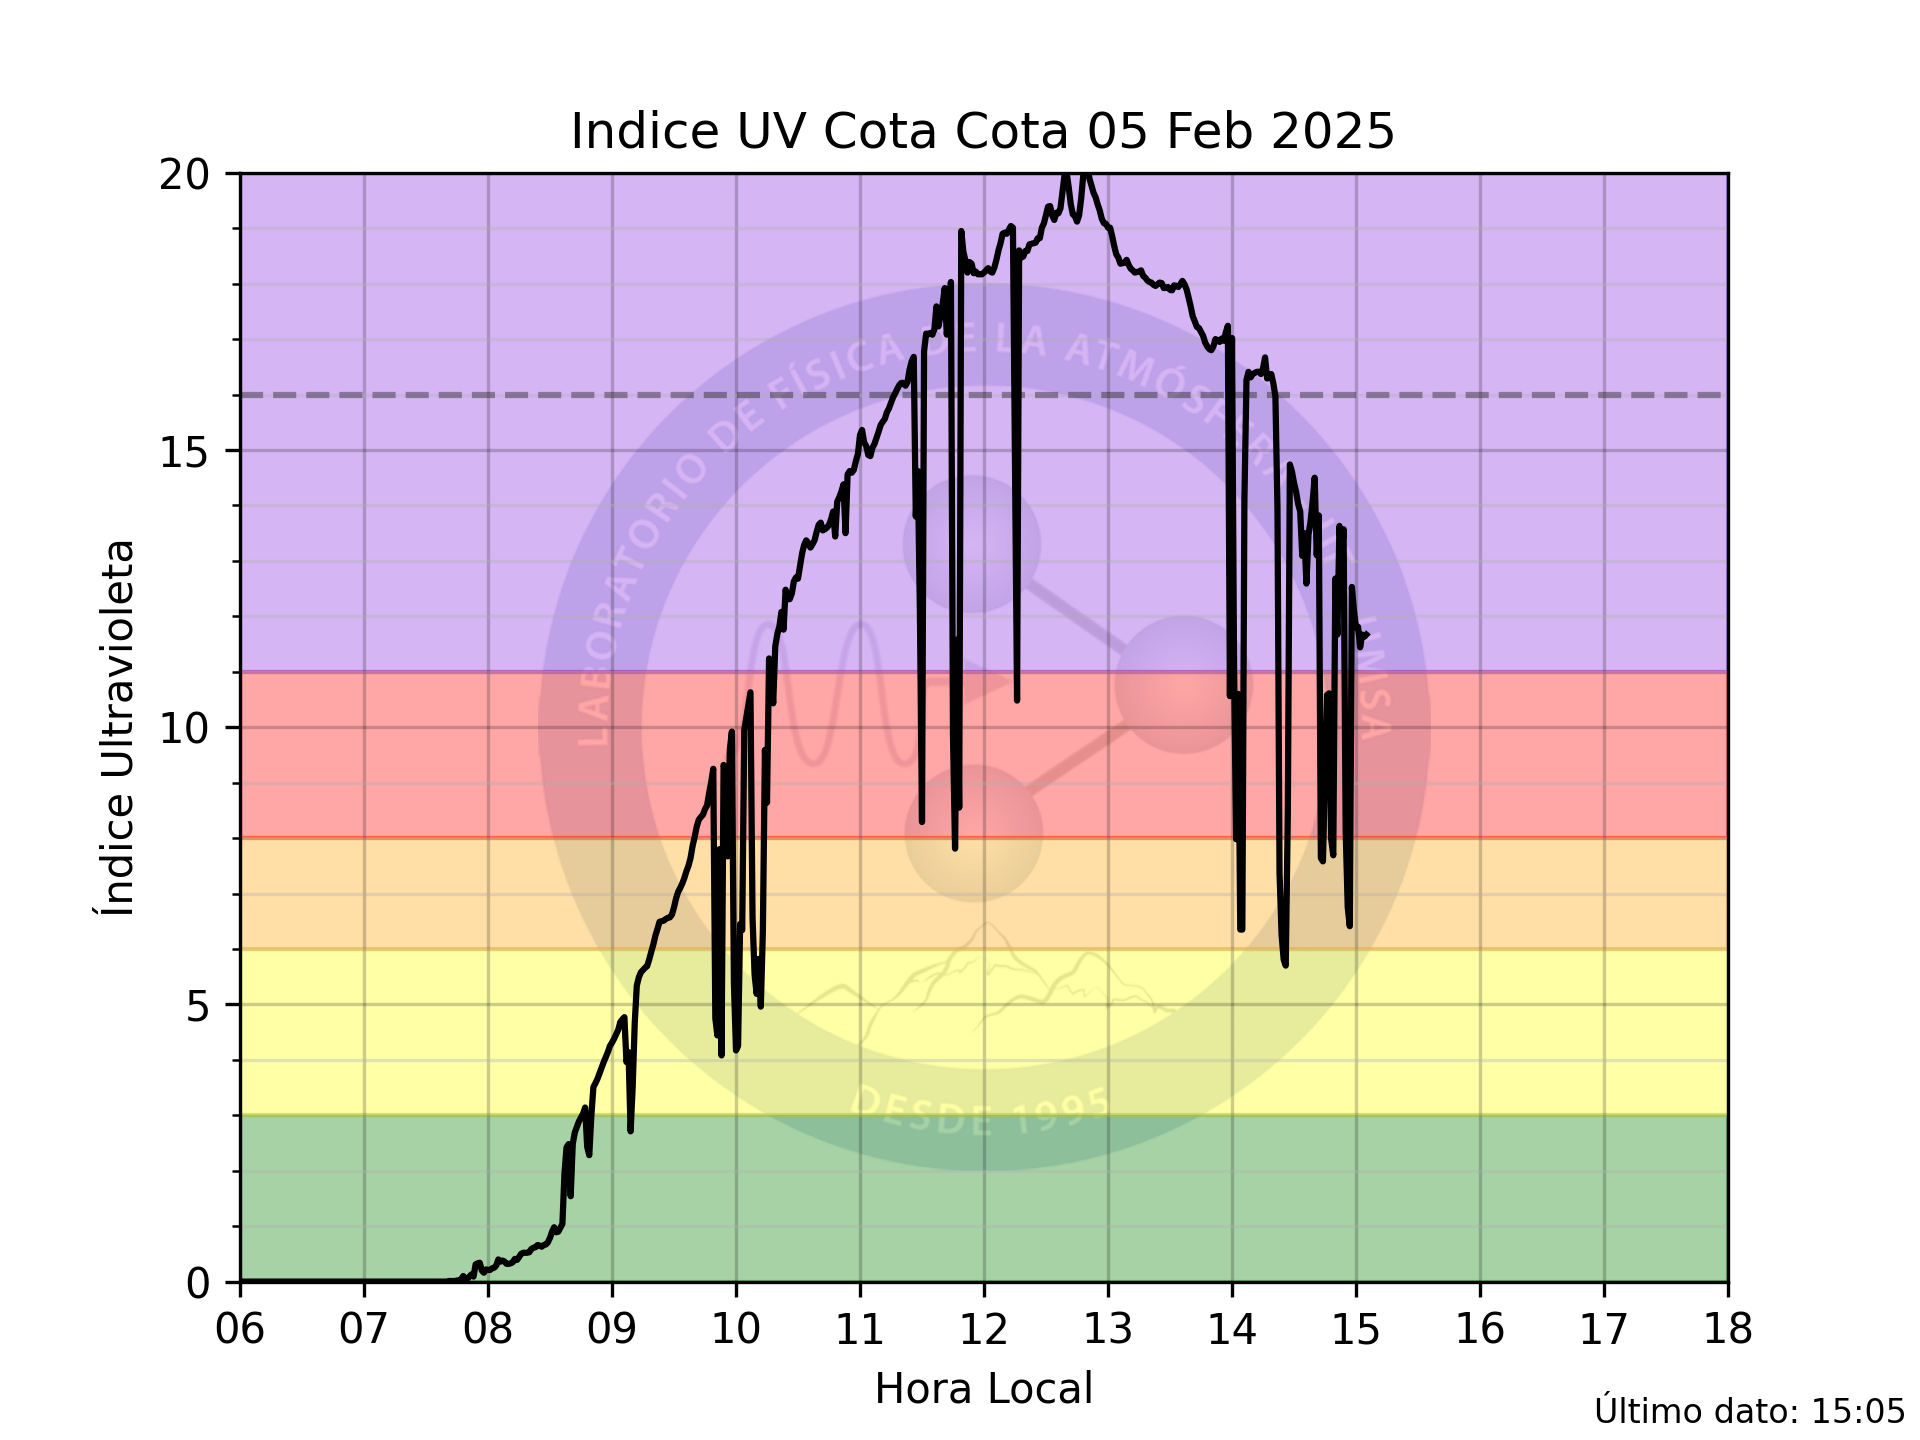 Indice UV Cota Cota 05 Feb 2025
20
15
10
5
0
Índice Ultravioleta
LABORATORIO DE FÍSICA DE LA ATMÓSFERA UMSA
DESDE 1995
06 07 08 09 10 11 12 13 14 15 16 17 18
Hora Local
Último dato: 15:05